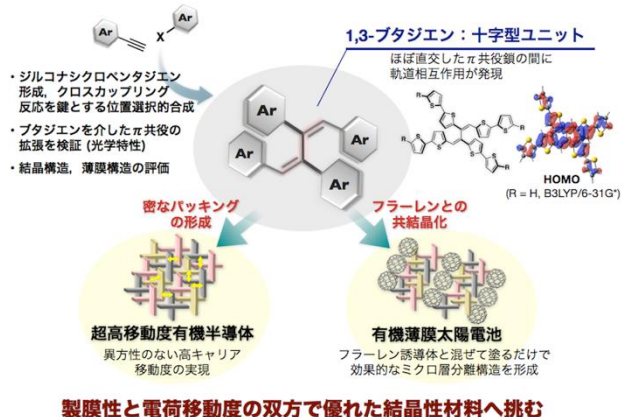 Ar
X
Ar
1,3-ブタジエン：十字型ユニット
ほぼ直交したπ共役鎖の間に
軌道相互作用が発現
・ジルコナシクロペンタジエン
形成，クロスカップリング
反応を鍵とする位置選択的合成
・ブタジエンを介したπ共役の
拡張を検証 (光学特性)
・結晶構造，薄膜構造の評価
Ar
Ar
Ar
Ar
R
S
S
S
S
R
R
S
S
S
S
R
HOMO
(R = H, B3LYP/6-31G*)
密なパッキング
の形成
フラーレンとの
共結晶化
超高移動度有機半導体
異方性のない高キャリア
移動度の実現
有機薄膜太陽電池
フラーレン誘導体と混ぜて塗るだけで
効果的なミクロ層分離構造を形成
製膜性と電荷移動度の双方で優れた結晶性材料へ挑む